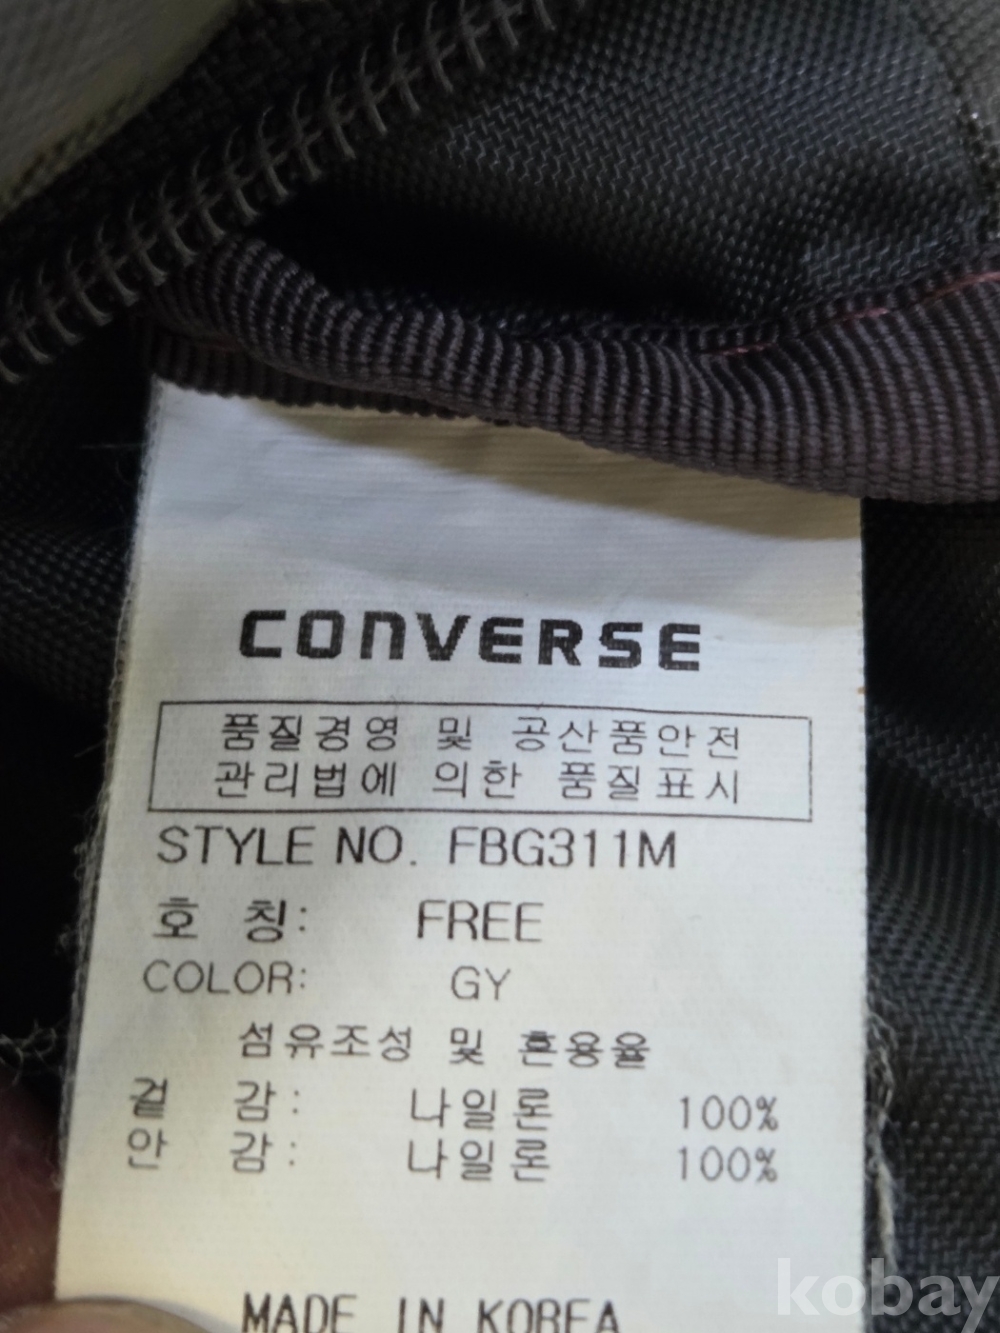 CONVERSE
품질경영 및 공산품안전
관리법에 의한 품질표시
STYLE NO. FBG311M
호 칭: FREE
COLOR: GY
섬유조성 및 혼용율
겉 감: 나일론 100%
안 감: 나일론 100%
MADE IN KOREA
kobay